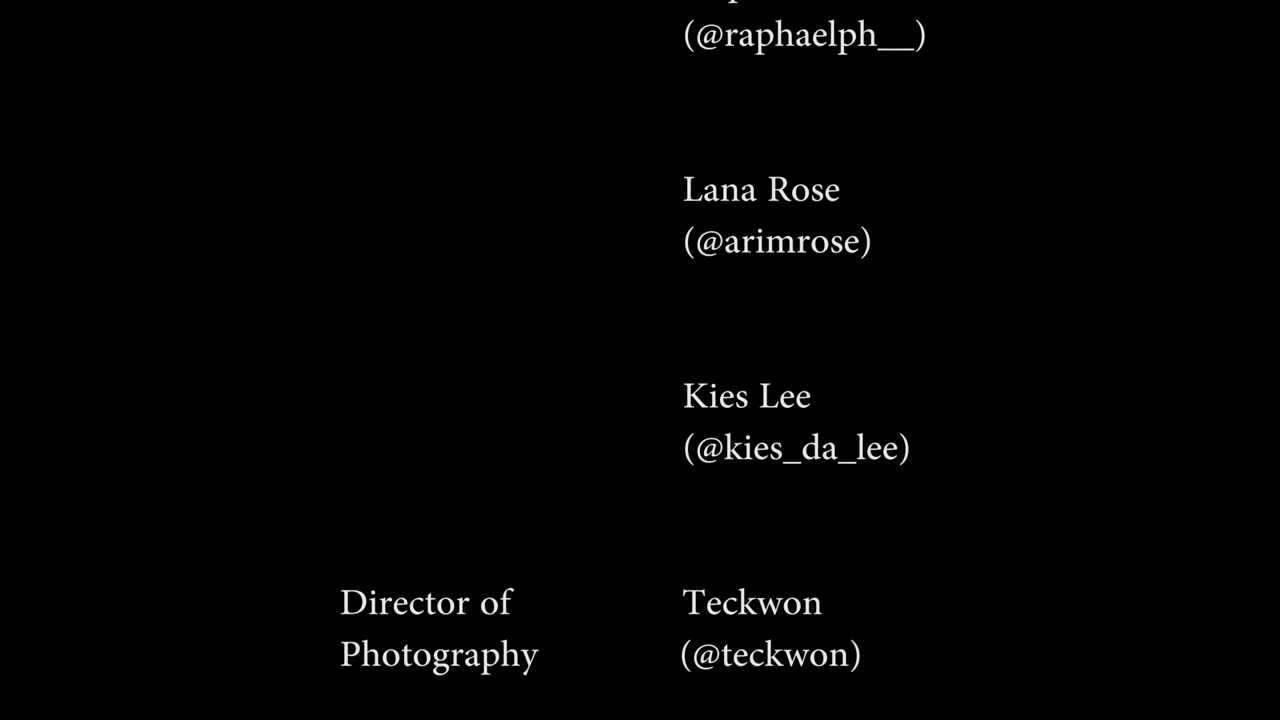 (@raphaelph__)
Lana Rose
(@arimrose)
Kies Lee
(@kies_da_lee)
Director of Teckwon
Photography (@teckwon)